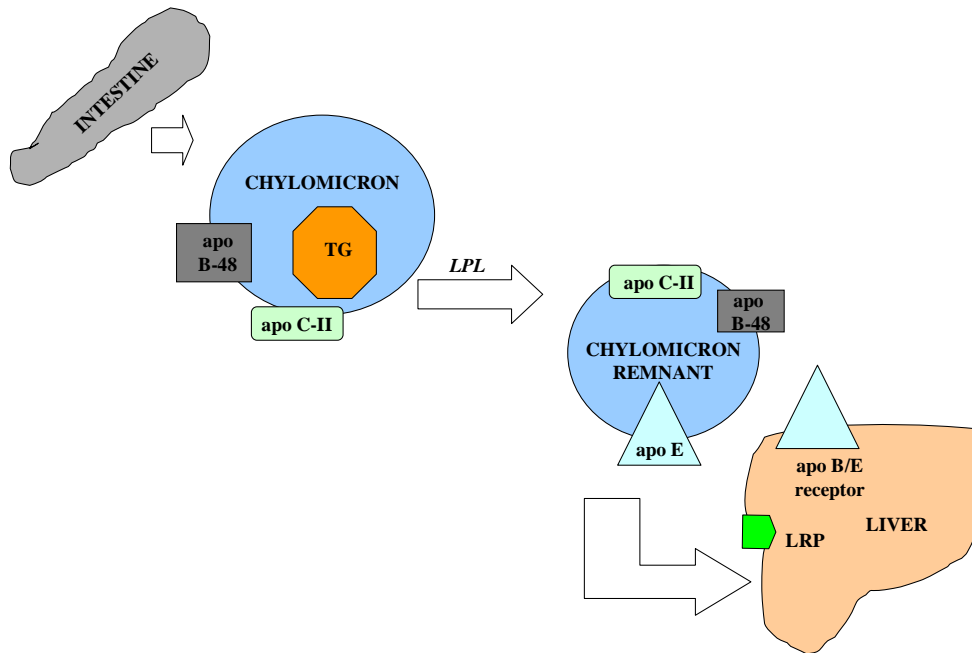 INTESTINE
CHYLOMICRON
apo
B-48
TG
apo C-II
LPL
apo C-II
apo
B-48
CHYLOMICRON
REMNANT
apo E
apo B/E
receptor
LRP
LIVER